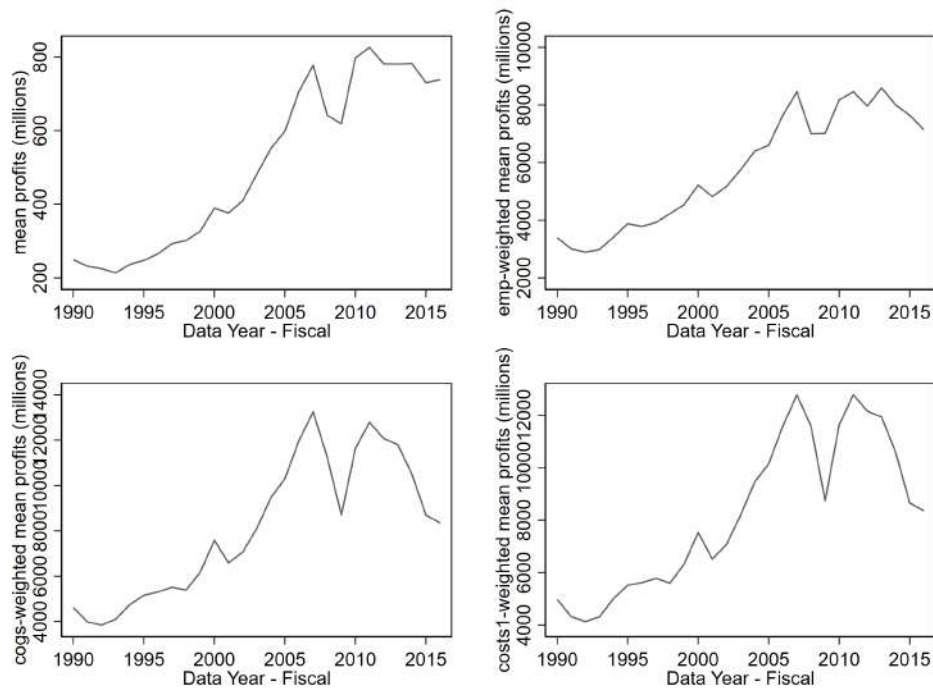 mean profits (millions)
200 400 600 800
1990 1995 2000 2005 2010 2015
Data Year - Fiscal
emp-weighted mean profits (millions)
2000 4000 6000 8000 10000
1990 1995 2000 2005 2010 2015
Data Year - Fiscal
cogs-weighted mean profits (millions)
4000 6000 8000 10000 12000 14000
1990 1995 2000 2005 2010 2015
Data Year - Fiscal
costs1-weighted mean profits (millions)
4000 6000 8000 10000 12000
1990 1995 2000 2005 2010 2015
Data Year - Fiscal